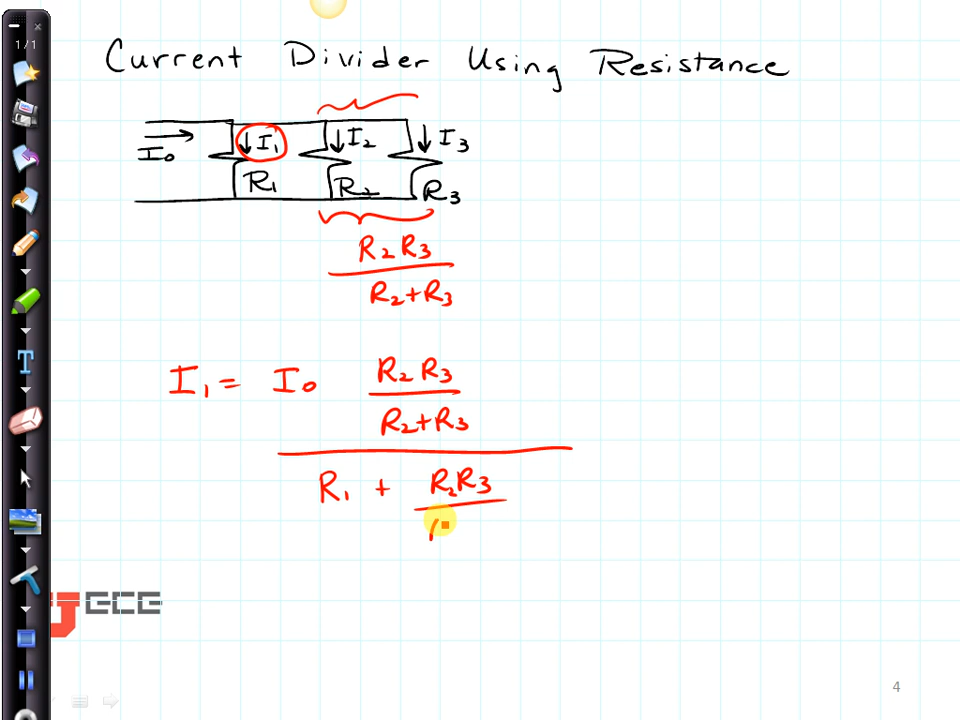 1/1
Current Divider Using Resistance
I₀ I₁ I₂ I₃
R₁ R₂ R₃
R₂R₃
R₂+R₃
I₁ = I₀ R₂R₃
R₂+R₃
R₁ + R₂R₃
T
ECE
4